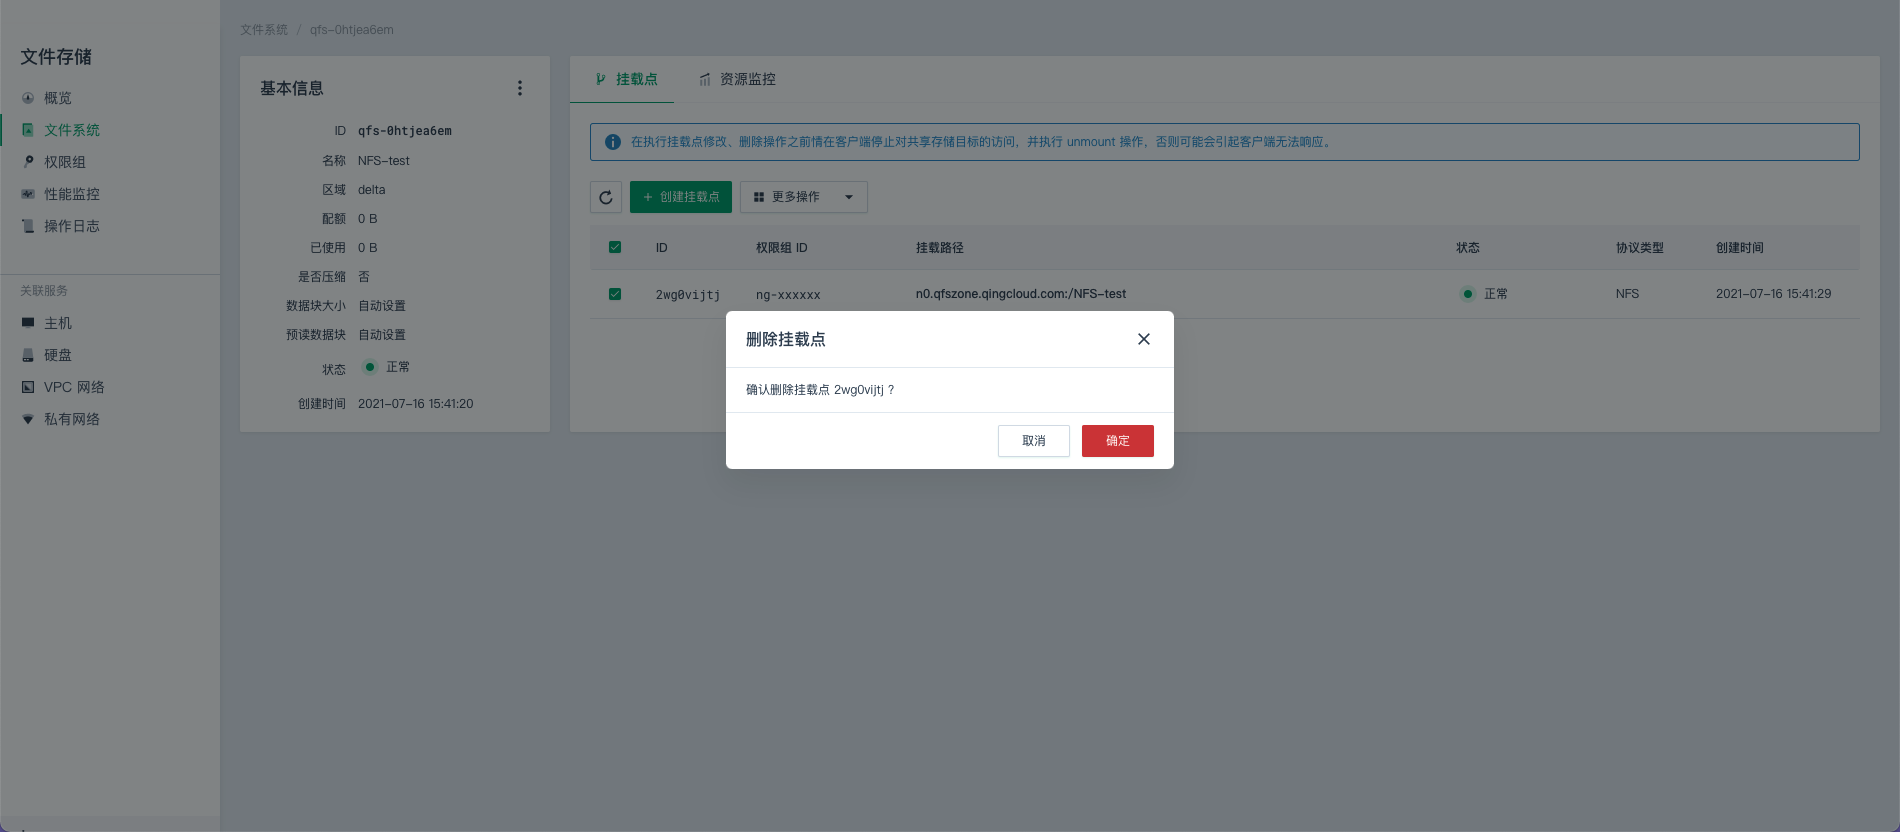 文件存储
概览
文件系统
权限组
性能监控
操作日志
关联服务
主机
硬盘
VPC 网络
私有网络
文件系统 / qfs-0htjea6em
基本信息
ID qfs-0htjea6em
名称 NFS-test
区域 delta
配额 0 B
已使用 0 B
是否压缩 否
数据块大小 自动设置
预读数据块 自动设置
状态 正常
创建时间 2021-07-16 15:41:20
挂载点 资源监控
在执行挂载点修改、删除操作之前情在客户端停止对共享存储目标的访问，并执行 unmount 操作，否则可能会引起客户端无法响应。
+ 创建挂载点 更多操作
ID 权限组 ID 挂载路径 状态 协议类型 创建时间
2wg0vijtj ng-xxxxxx n0.qfszone.qingcloud.com:/NFS-test 正常 NFS 2021-07-16 15:41:29
删除挂载点
确认删除挂载点 2wg0vijtj ?
取消 确定